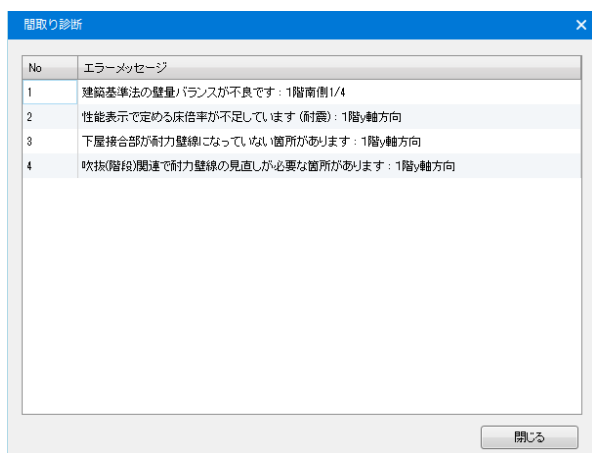 間取り診断
No エラーメッセージ
1 建築基準法の壁量バランスが不良です：1階南側1/4
2 性能表示で定める床倍率が不足しています(耐震)：1階y軸方向
3 下屋接合部が耐力壁線になっていない箇所があります：1階y軸方向
4 吹抜(階段)関連で耐力壁線の見直しが必要な箇所があります：1階y軸方向
閉じる